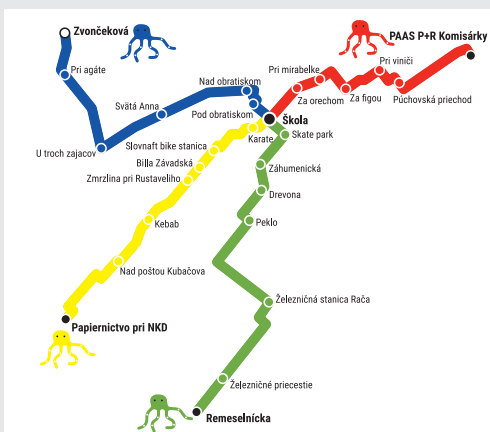 Zvončeková
PAAS P+R Komisárky
Pri agáte
Nad obratiskom
Pri mirabelke
Pri viniči
Svätá Anna
Za orechom
Za figou
Púchovská priechod
Pod obratiskom
Škola
U troch zajacov
Slovnaft bike stanica
Karate
Skate park
Billa Závadská
Záhumenická
Zmrzlina pri Rustaveliho
Drevona
Kebab
Peklo
Nad poštou Kubačova
Železničná stanica Rača
Papiernictvo pri NKD
Železničné priecestie
Remeselnícka